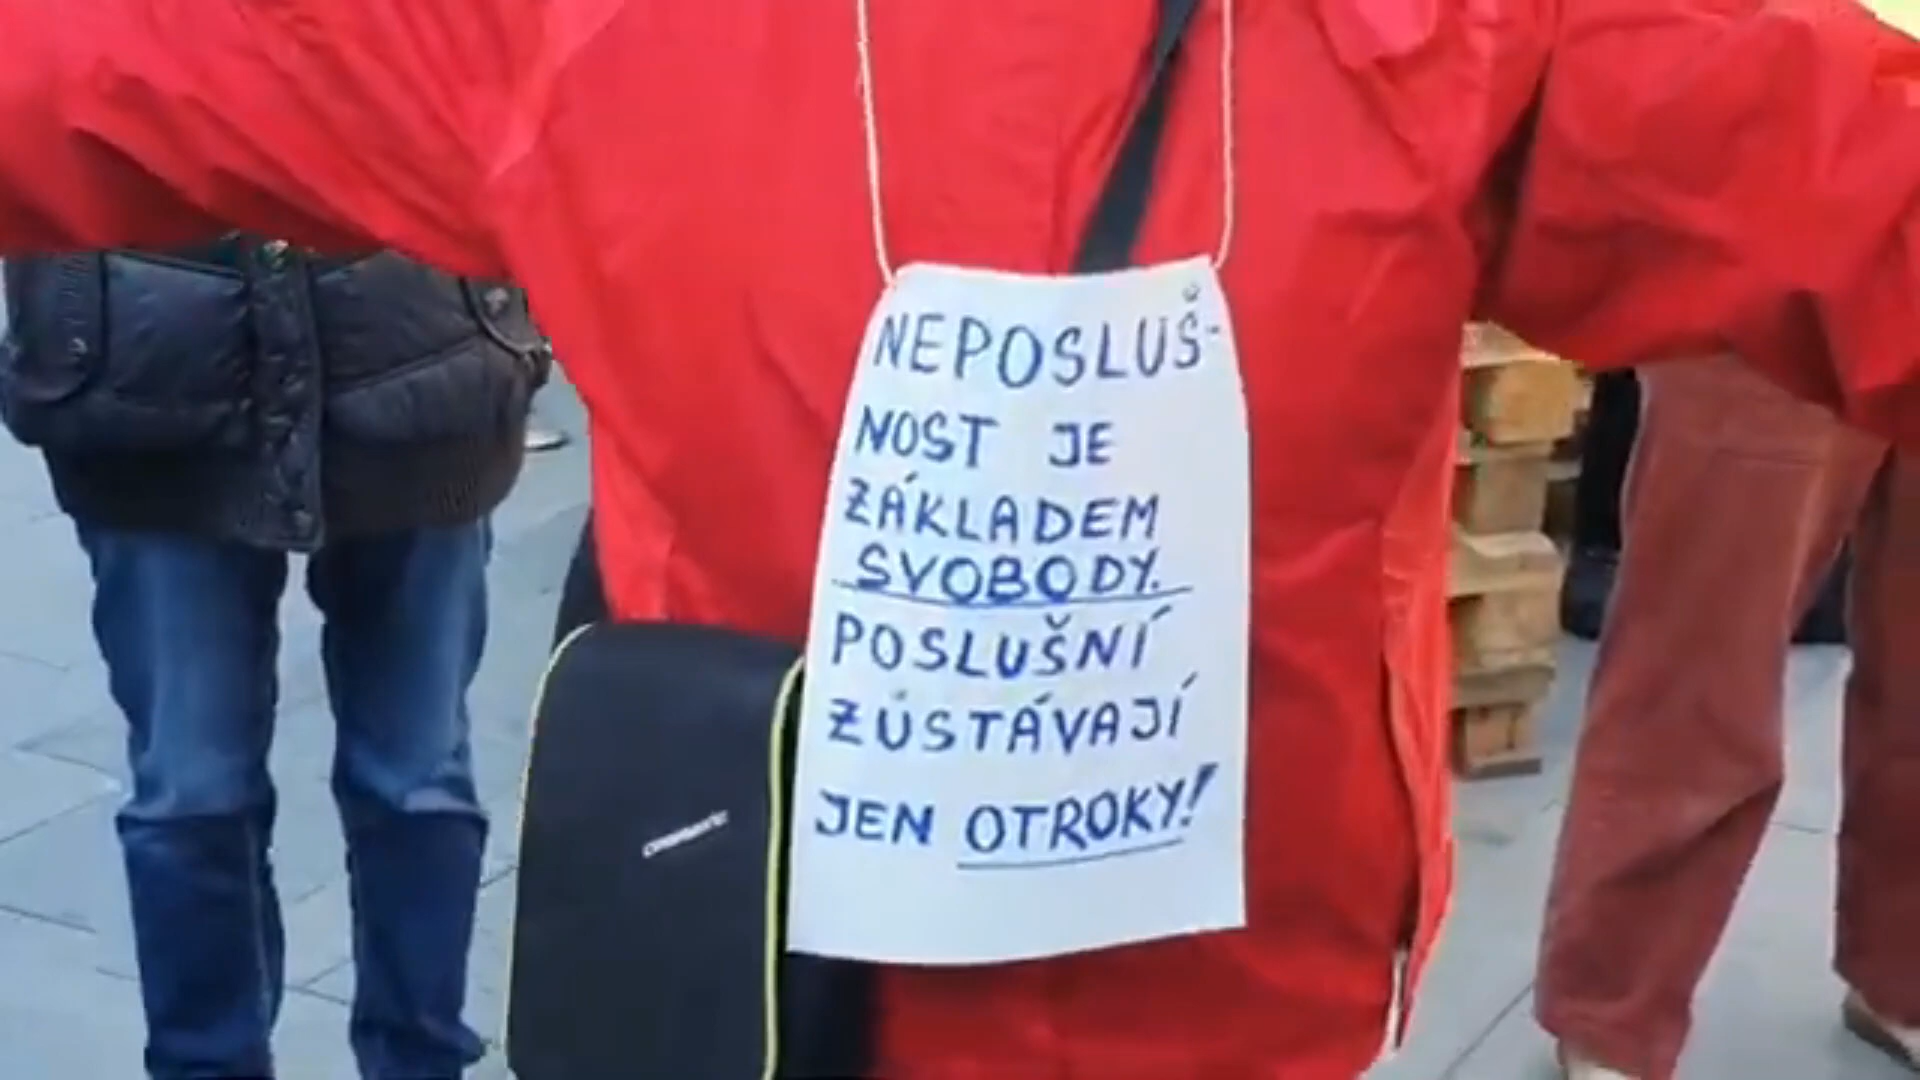 NEPOSLUŠ-
NOST JE
ZÁKLADEM
SVOBODY.
POSLUŠNÍ
ZŮSTÁVAJÍ
JEN OTROKY!